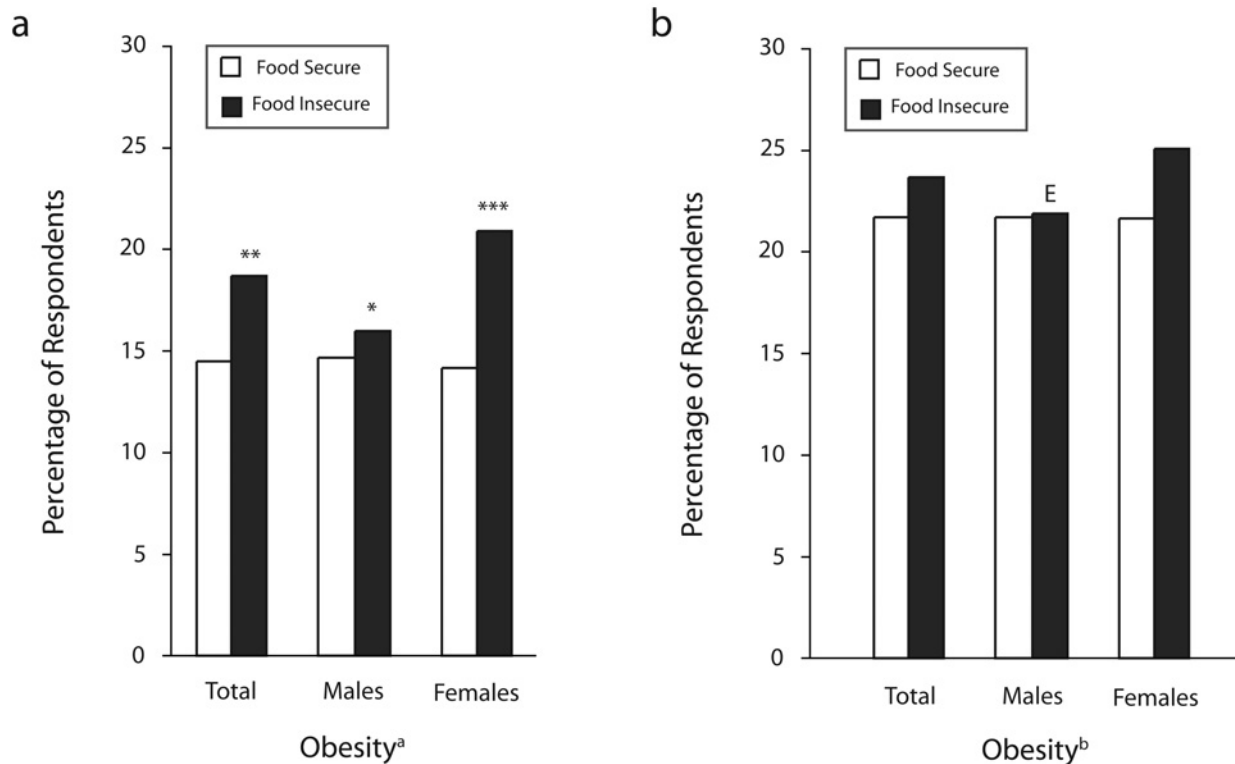 a
30
25
20
15
10
5
0
Percentage of Respondents
Food Secure
Food Insecure
**
*
***
Total Males Females
Obesityᵃ
b
30
25
20
15
10
5
0
Percentage of Respondents
Food Secure
Food Insecure
E
Total Males Females
Obesityᵇ